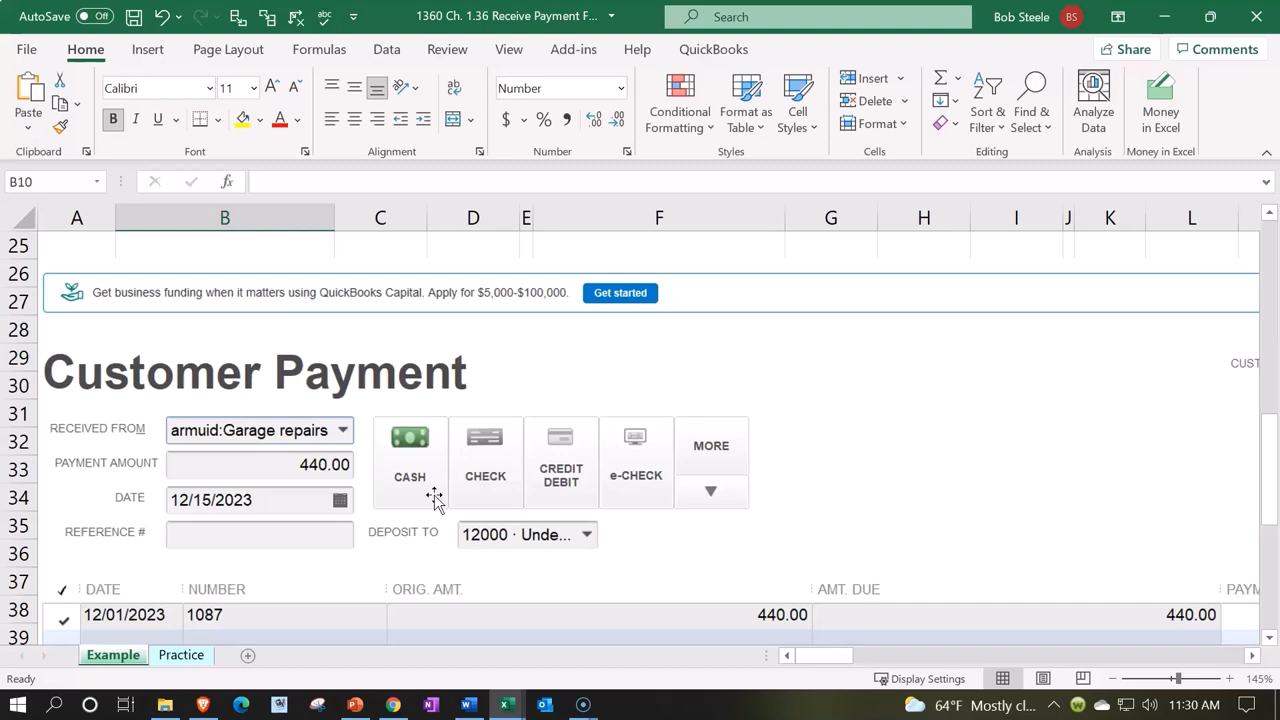 AutoSave Off 1360 Ch. 1.36 Receive Payment F... Search Bob Steele BS
File Home Insert Page Layout Formulas Data Review View Add-ins Help QuickBooks Share Comments
Paste Calibri 11 Number Conditional Formatting Format as Table Cell Styles Insert Delete Format Sort & Filter Find & Select Analyze Data Money in Excel
Clipboard Font Alignment Number Styles Cells Editing Analysis Money in Excel
B10 fx
A B C D E F G H I J K L
25
26
27
28
29
30
31
32
33
34
35
36
37
38
39
Get business funding when it matters using QuickBooks Capital. Apply for $5,000-$100,000. Get started
Customer Payment
CUST
RECEIVED FROM armuid:Garage repairs
PAYMENT AMOUNT 440.00
DATE 12/15/2023
REFERENCE #
CASH CHECK CREDIT DEBIT e-CHECK MORE
DEPOSIT TO 12000 · Unde...
DATE NUMBER ORIG. AMT. AMT. DUE PAYM
12/01/2023 1087 440.00 440.00
Example Practice
Ready Display Settings 145%
64°F Mostly cl... 11:30 AM